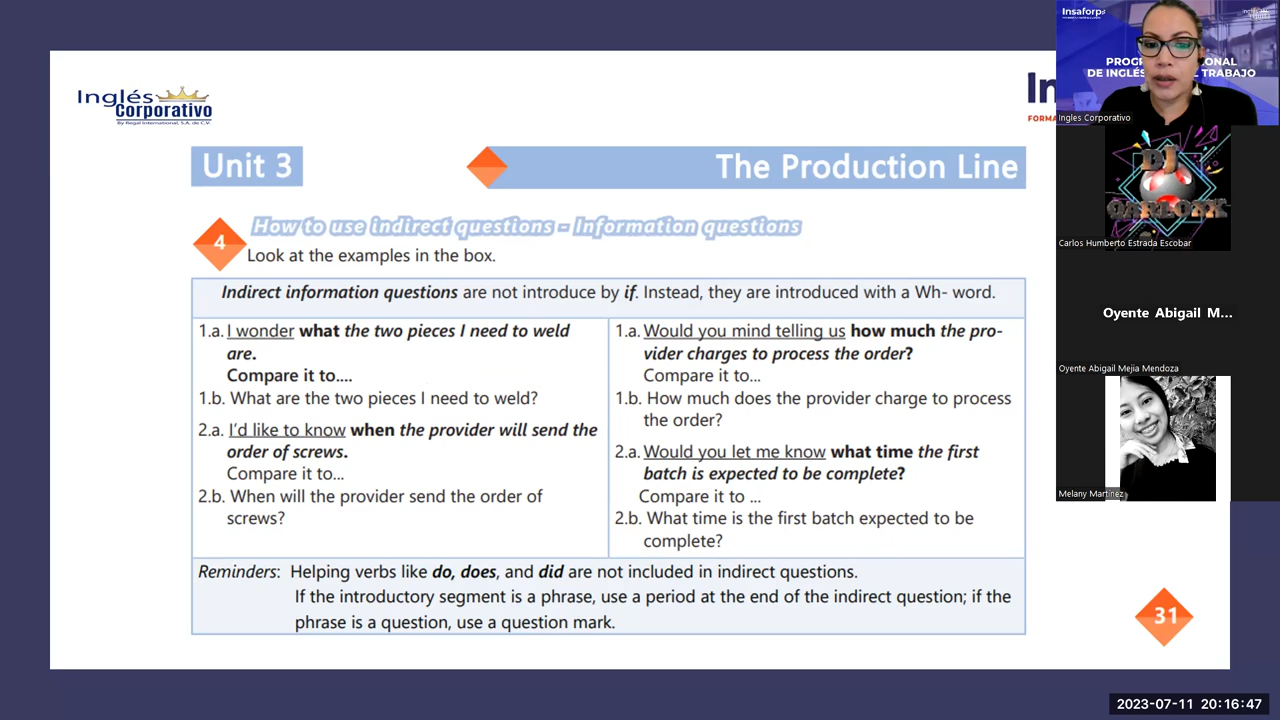 Inglés
Corporativo
By Regal International, S.A. de C.V.
Unit 3
The Production Line
4
How to use indirect questions - Information questions
Look at the examples in the box.
Indirect information questions are not introduce by if. Instead, they are introduced with a Wh- word.
1.a. I wonder what the two pieces I need to weld
are.
Compare it to....
1.b. What are the two pieces I need to weld?
2.a. I'd like to know when the provider will send the
order of screws.
Compare it to...
2.b. When will the provider send the order of
screws?
1.a. Would you mind telling us how much the pro-
vider charges to process the order?
Compare it to...
1.b. How much does the provider charge to process
the order?
2.a. Would you let me know what time the first
batch is expected to be complete?
Compare it to ...
2.b. What time is the first batch expected to be
complete?
Reminders: Helping verbs like do, does, and did are not included in indirect questions.
If the introductory segment is a phrase, use a period at the end of the indirect question; if the
phrase is a question, use a question mark.
31
In
FORMA
Insaforp
PROGR ONAL
DE INGLÉS L TRABAJO
Ingles Corporativo
DJ
Carlos Humberto Estrada Escobar
Oyente Abigail M...
Oyente Abigail Mejia Mendoza
Melany Martinez
2023-07-11 20:16:47